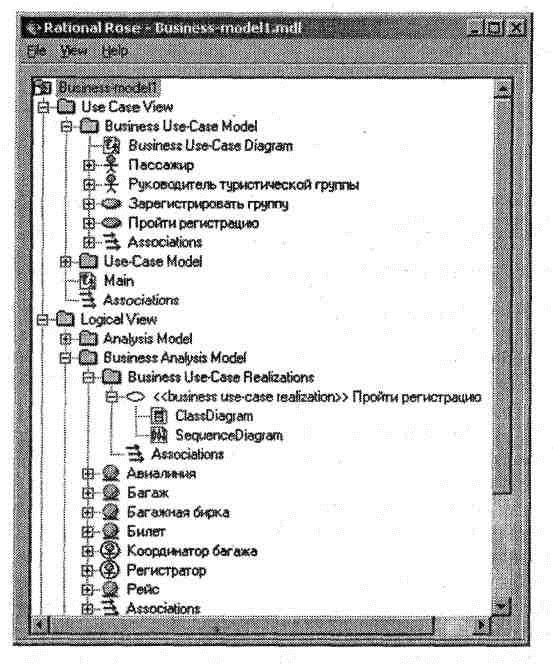 Rational Rose - Business-model1.mdl
File View Help
Business-model1
Use Case View
Business Use-Case Model
Business Use-Case Diagram
Пассажир
Руководитель туристической группы
Зарегистрировать группу
Пройти регистрацию
Associations
Use-Case Model
Main
Associations
Logical View
Analysis Model
Business Analysis Model
Business Use-Case Realizations
<<business use-case realization>> Пройти регистрацию
ClassDiagram
SequenceDiagram
Associations
Авиалиния
Багаж
Багажная бирка
Билет
Координатор багажа
Регистратор
Рейс
Associations